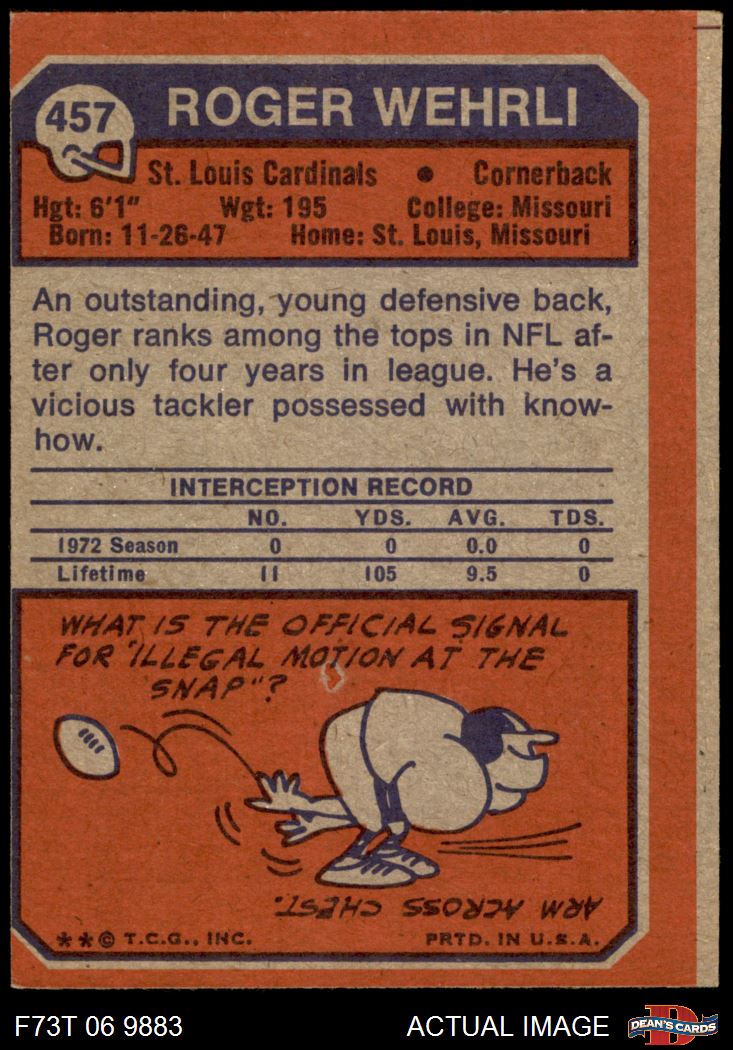 457
ROGER WEHRLI
St. Louis Cardinals • Cornerback
Hgt: 6'1" Wgt: 195 College: Missouri
Born: 11-26-47 Home: St. Louis, Missouri
An outstanding, young defensive back,
Roger ranks among the tops in NFL af-
ter only four years in league. He's a
vicious tackler possessed with know-
how.
INTERCEPTION RECORD
NO. YDS. AVG. TDS.
1972 Season 0 0 0.0 0
Lifetime 11 105 9.5 0
WHAT IS THE OFFICIAL SIGNAL
FOR "ILLEGAL MOTION AT THE
SNAP"?
ARM ACROSS CHEST.
**© T.C.G., INC. PRTD. IN U.S.A.
F73T 06 9883 ACTUAL IMAGE
D
DEAN'S CARDS